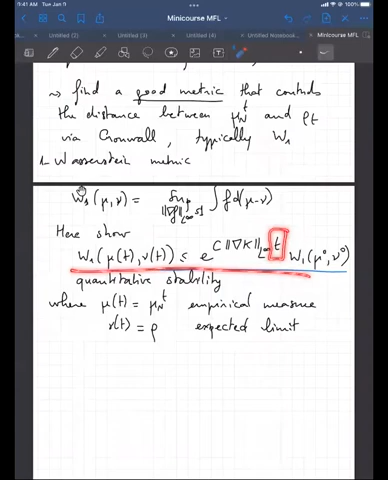 11:41 AM Tue Jan 11
100%
Minicourse MFL
Untitled (2)
Untitled (3)
Untitled (4)
Untitled Notebook
Minicourse MFL
⇝ find a good metric that controls
the distance between μ_N^t and ρ_t
via Gronwall, typically W_1
1-Wasserstein metric
W_1(μ,ν) = Sup_{||∇f||_{L^∞}≤1} ∫ f d(μ-ν)
Here show
W_1(μ(t),ν(t)) ≤ e^{C ||∇K||_{L^∞} t} W_1(μ^0,ν^0)
quantitative stability
where μ(t) = μ_N^t empirical measure
ν(t) = ρ expected limit